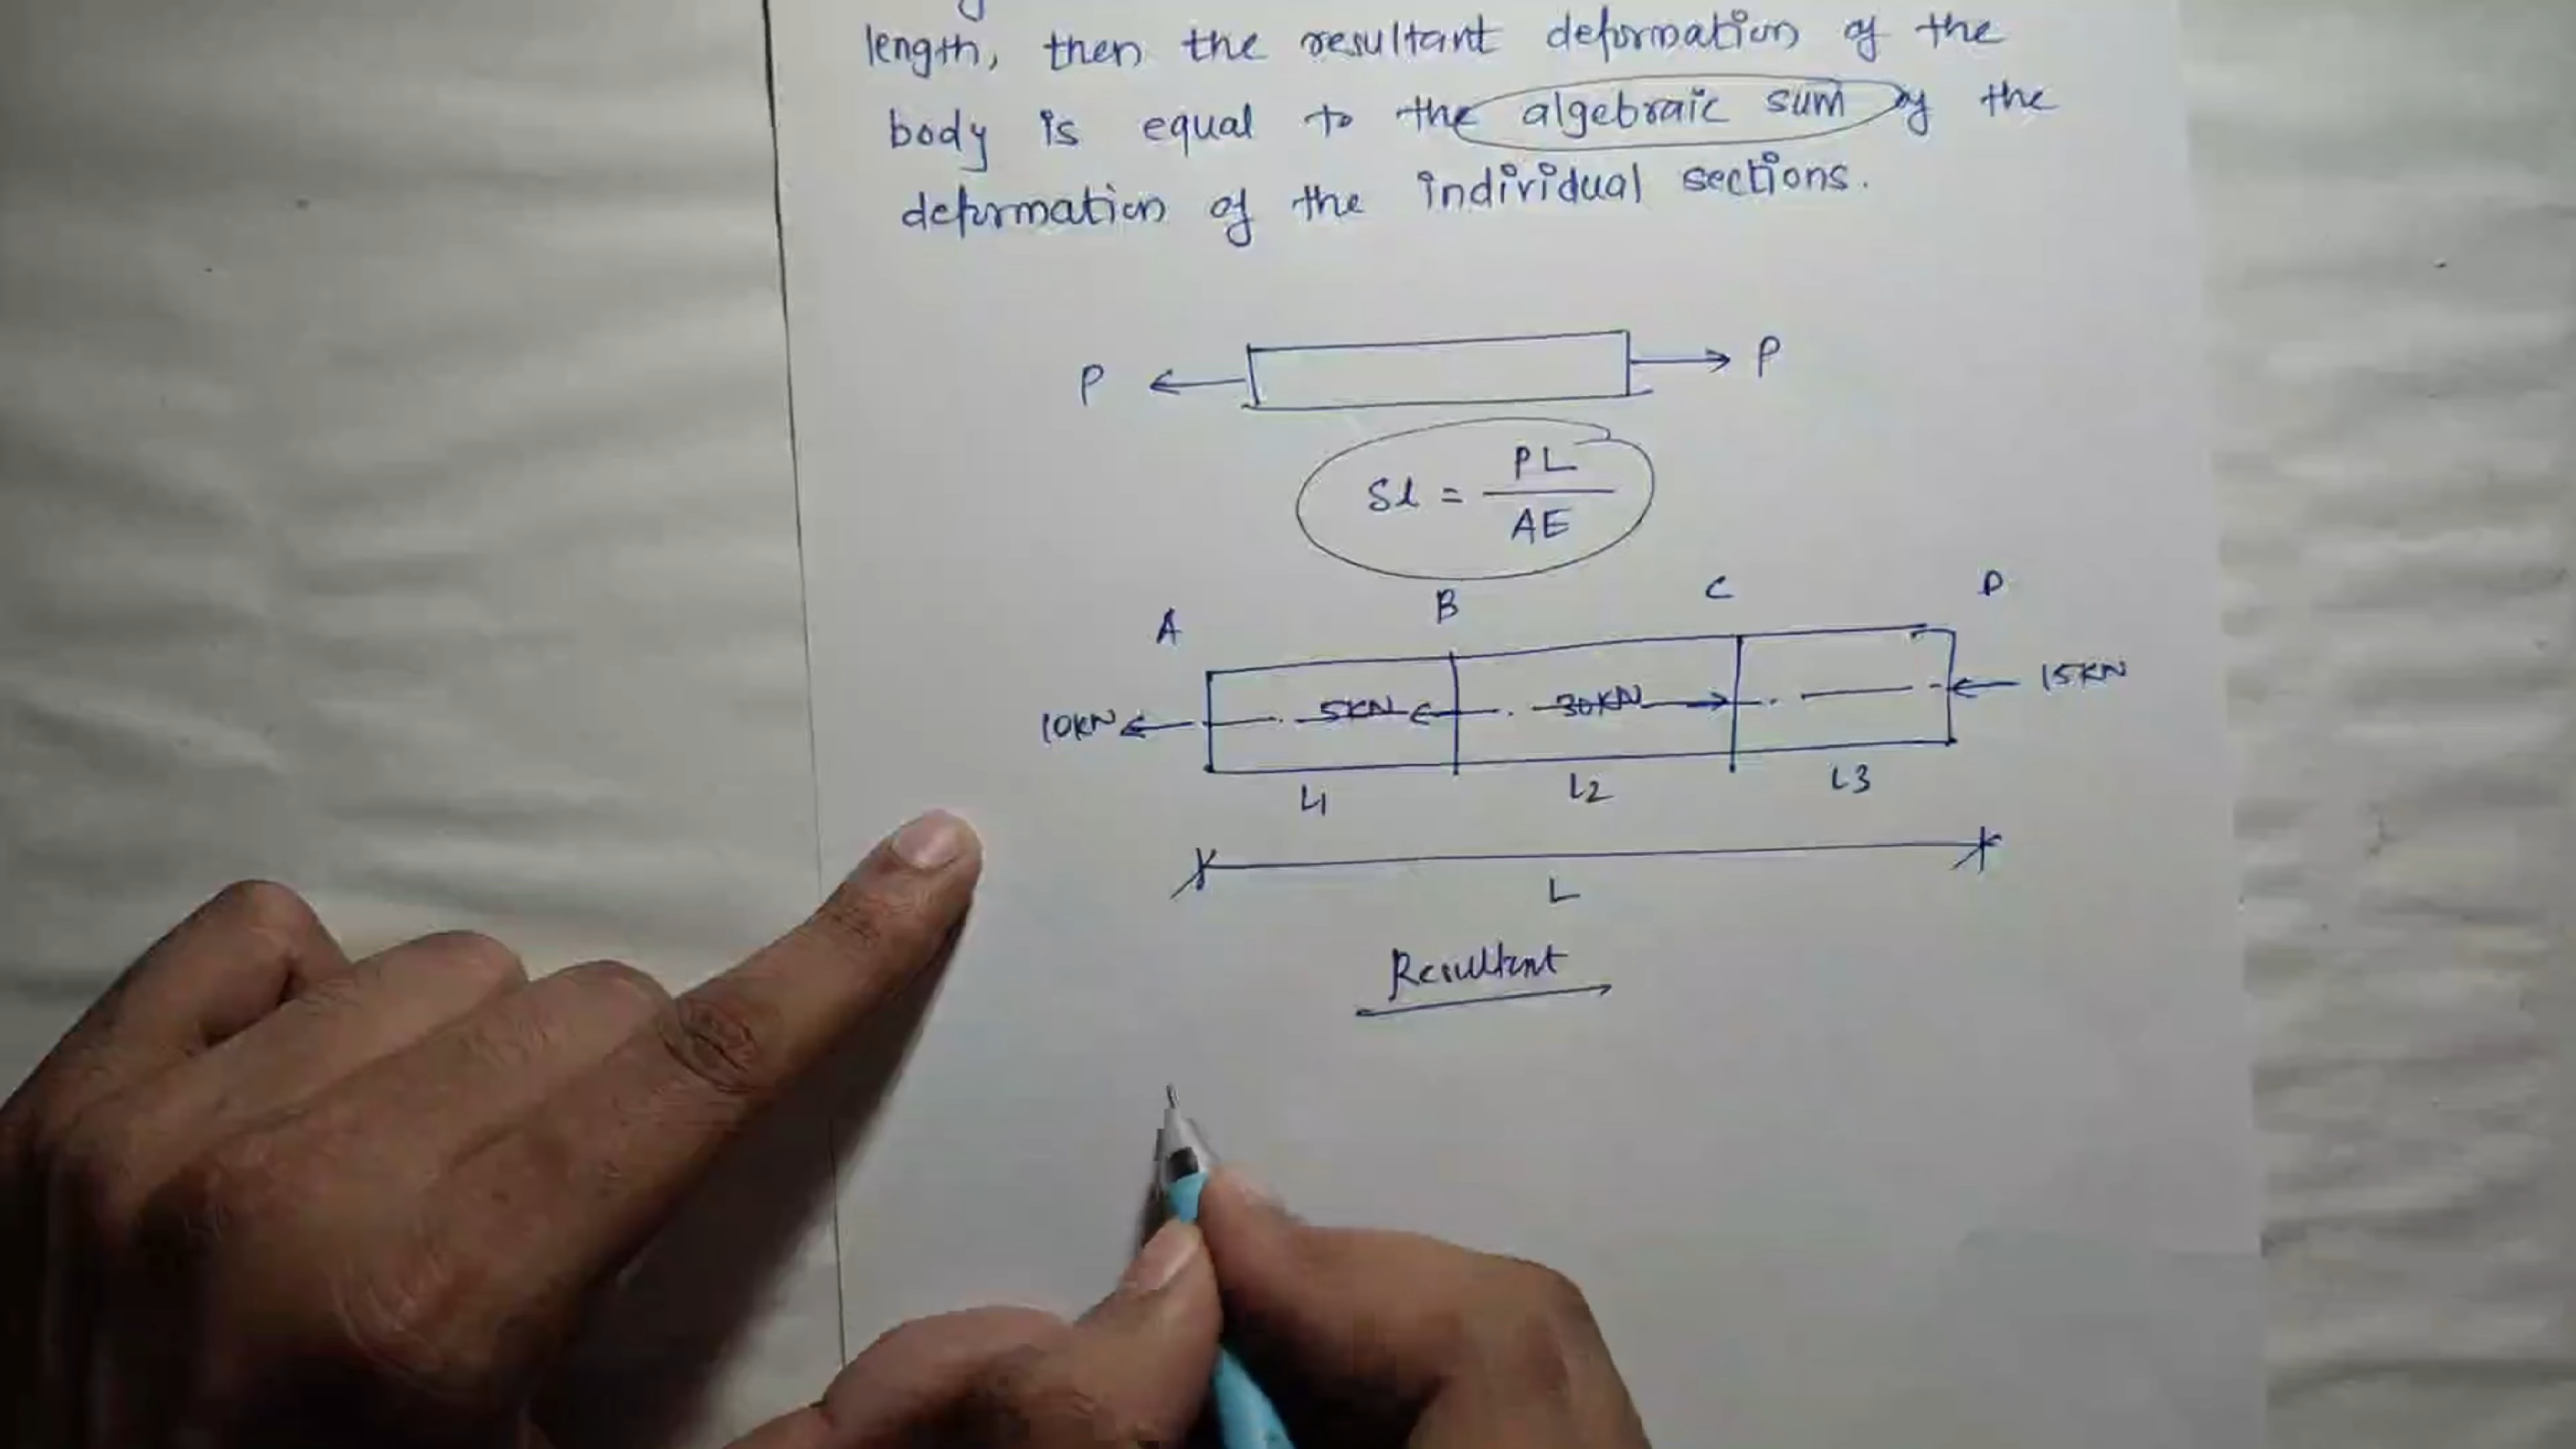 length, then the resultant deformation of the
body is equal to the algebraic sum of the
deformation of the individual sections.
P P
Sl = PL
AE
A B C D
10KN 5KN 30KN 15KN
L1 L2 L3
L
Resultant